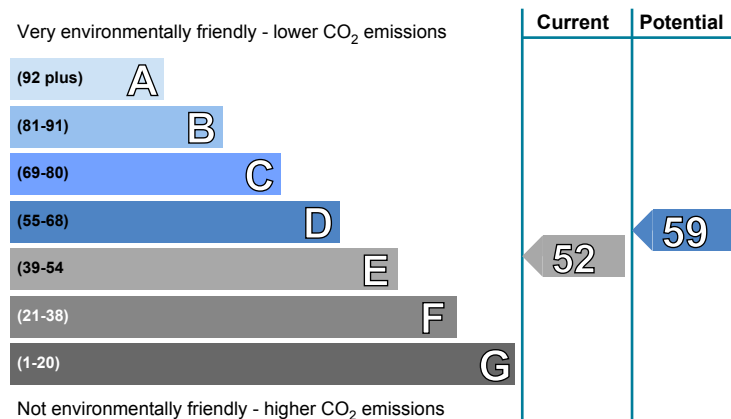 Very environmentally friendly - lower CO2 emissions
Current
Potential
(92 plus) A
(81-91) B
(69-80) C
(55-68) D
(39-54 E
(21-38) F
(1-20) G
52
59
Not environmentally friendly - higher CO2 emissions